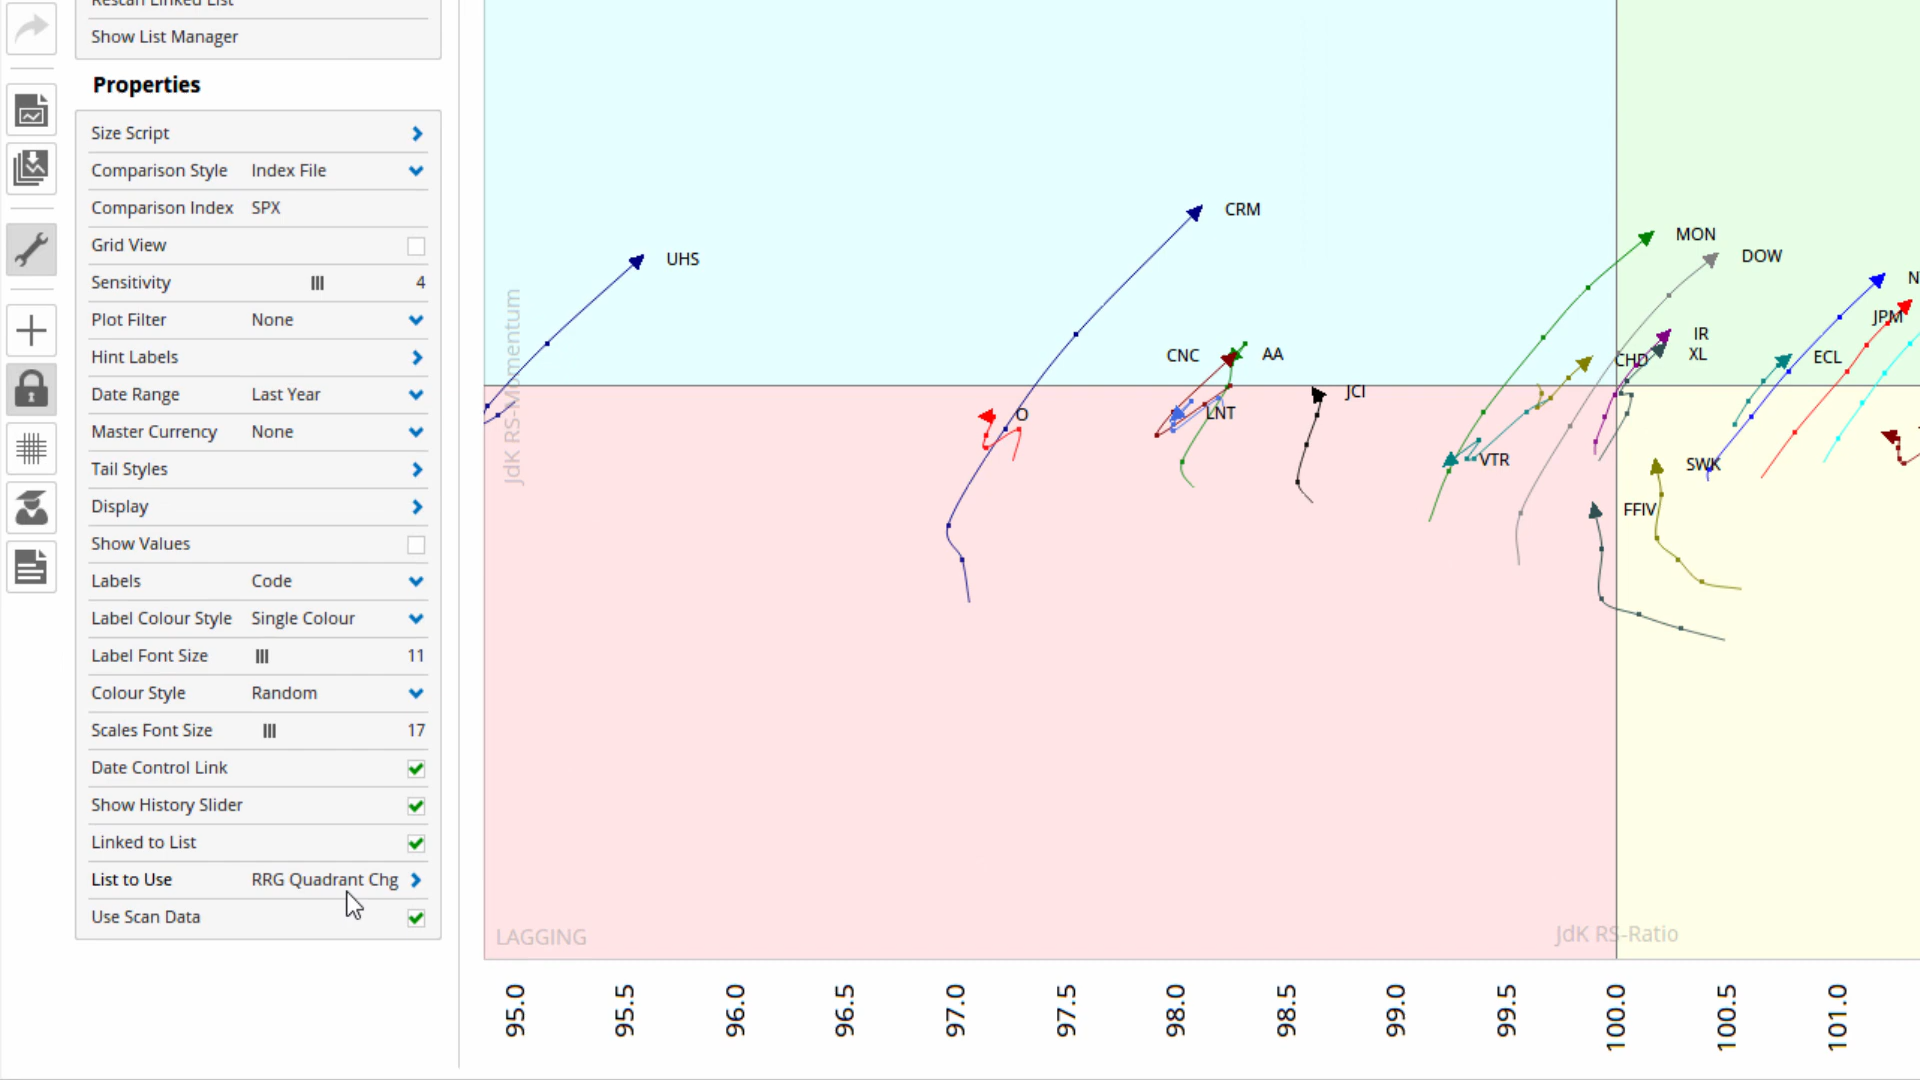 Rescan Linked List
Show List Manager
Properties
Size Script
Comparison Style Index File
Comparison Index SPX
Grid View
Sensitivity 4
Plot Filter None
Hint Labels
Date Range Last Year
Master Currency None
Tail Styles
Display
Show Values
Labels Code
Label Colour Style Single Colour
Label Font Size 11
Colour Style Random
Scales Font Size 17
Date Control Link
Show History Slider
Linked to List
List to Use RRG Quadrant Chg
Use Scan Data
JdK RS-Momentum
UHS
CRM
MON
DOW
N
JPM
IR
XL
CNC
AA
CHD
ECL
JCI
O
LNT
VTR
SWK
FFIV
LAGGING
JdK RS-Ratio
95.0
95.5
96.0
96.5
97.0
97.5
98.0
98.5
99.0
99.5
100.0
100.5
101.0